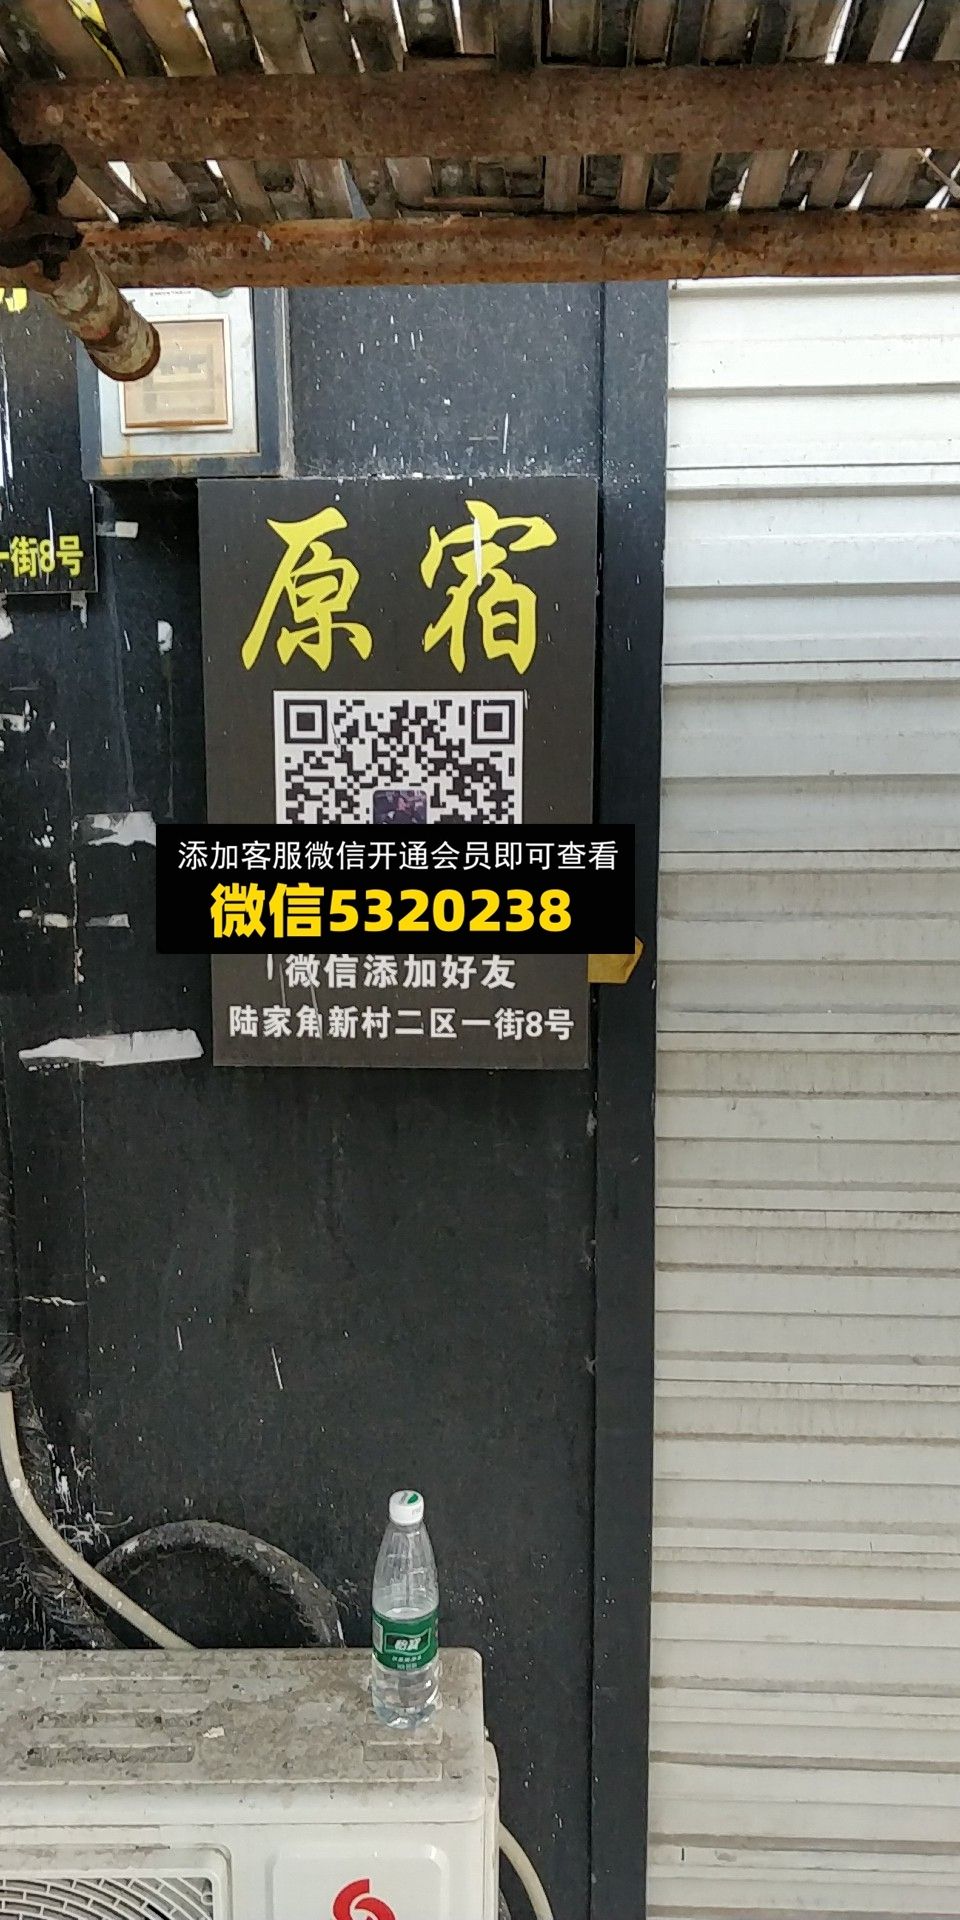 一街8号
原宿
添加客服微信开通会员即可查看
微信5320238
微信添加好友
陆家角新村二区一街8号
怡宝